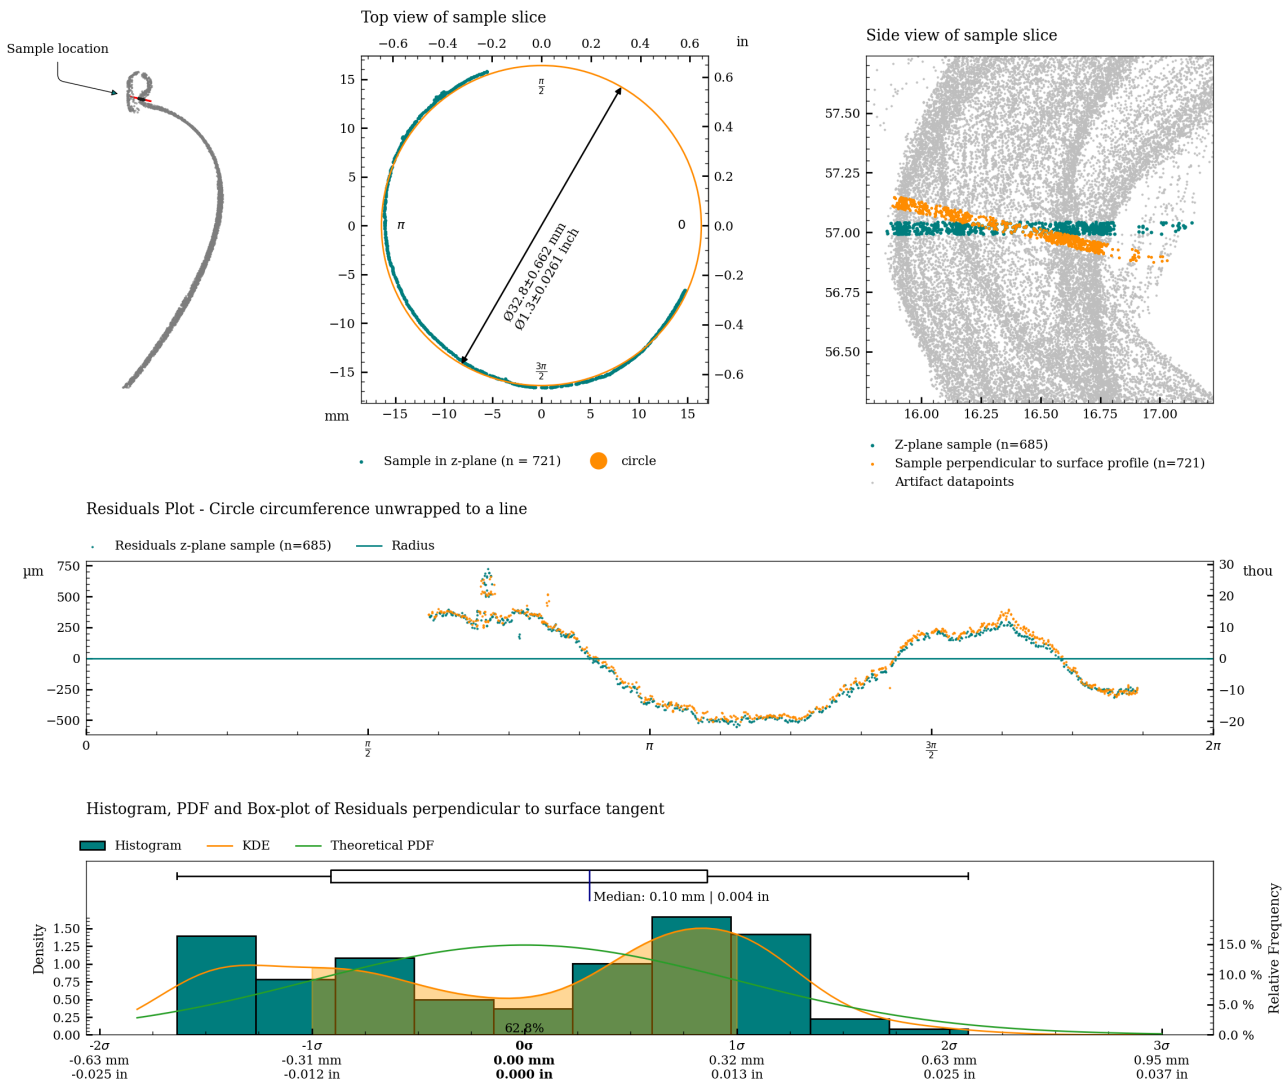 Sample location
Top view of sample slice
−0.6 −0.4 −0.2 0.0 0.2 0.4 0.6 in
15
10
5
0
−5
−10
−15
0.6
0.4
0.2
0.0
−0.2
−0.4
−0.6
π/2
π
0
3π/2
Ø32.8±0.662 mm
Ø1.3±0.0261 inch
mm −15 −10 −5 0 5 10 15
Sample in z-plane (n = 721) circle
Side view of sample slice
57.50
57.25
57.00
56.75
56.50
16.00 16.25 16.50 16.75 17.00
Z-plane sample (n=685)
Sample perpendicular to surface profile (n=721)
Artifact datapoints
Residuals Plot - Circle circumference unwrapped to a line
Residuals z-plane sample (n=685) Radius
µm
750
500
250
0
−250
−500
30 thou
20
10
0
−10
−20
0 π/2 π 3π/2 2π
Histogram, PDF and Box-plot of Residuals perpendicular to surface tangent
Histogram KDE Theoretical PDF
Median: 0.10 mm | 0.004 in
Density
1.50
1.25
1.00
0.75
0.50
0.25
0.00
Relative Frequency
15.0 %
10.0 %
5.0 %
0.0 %
62.8%
-2σ -1σ 0σ 1σ 2σ 3σ
-0.63 mm -0.31 mm 0.00 mm 0.32 mm 0.63 mm 0.95 mm
-0.025 in -0.012 in 0.000 in 0.013 in 0.025 in 0.037 in